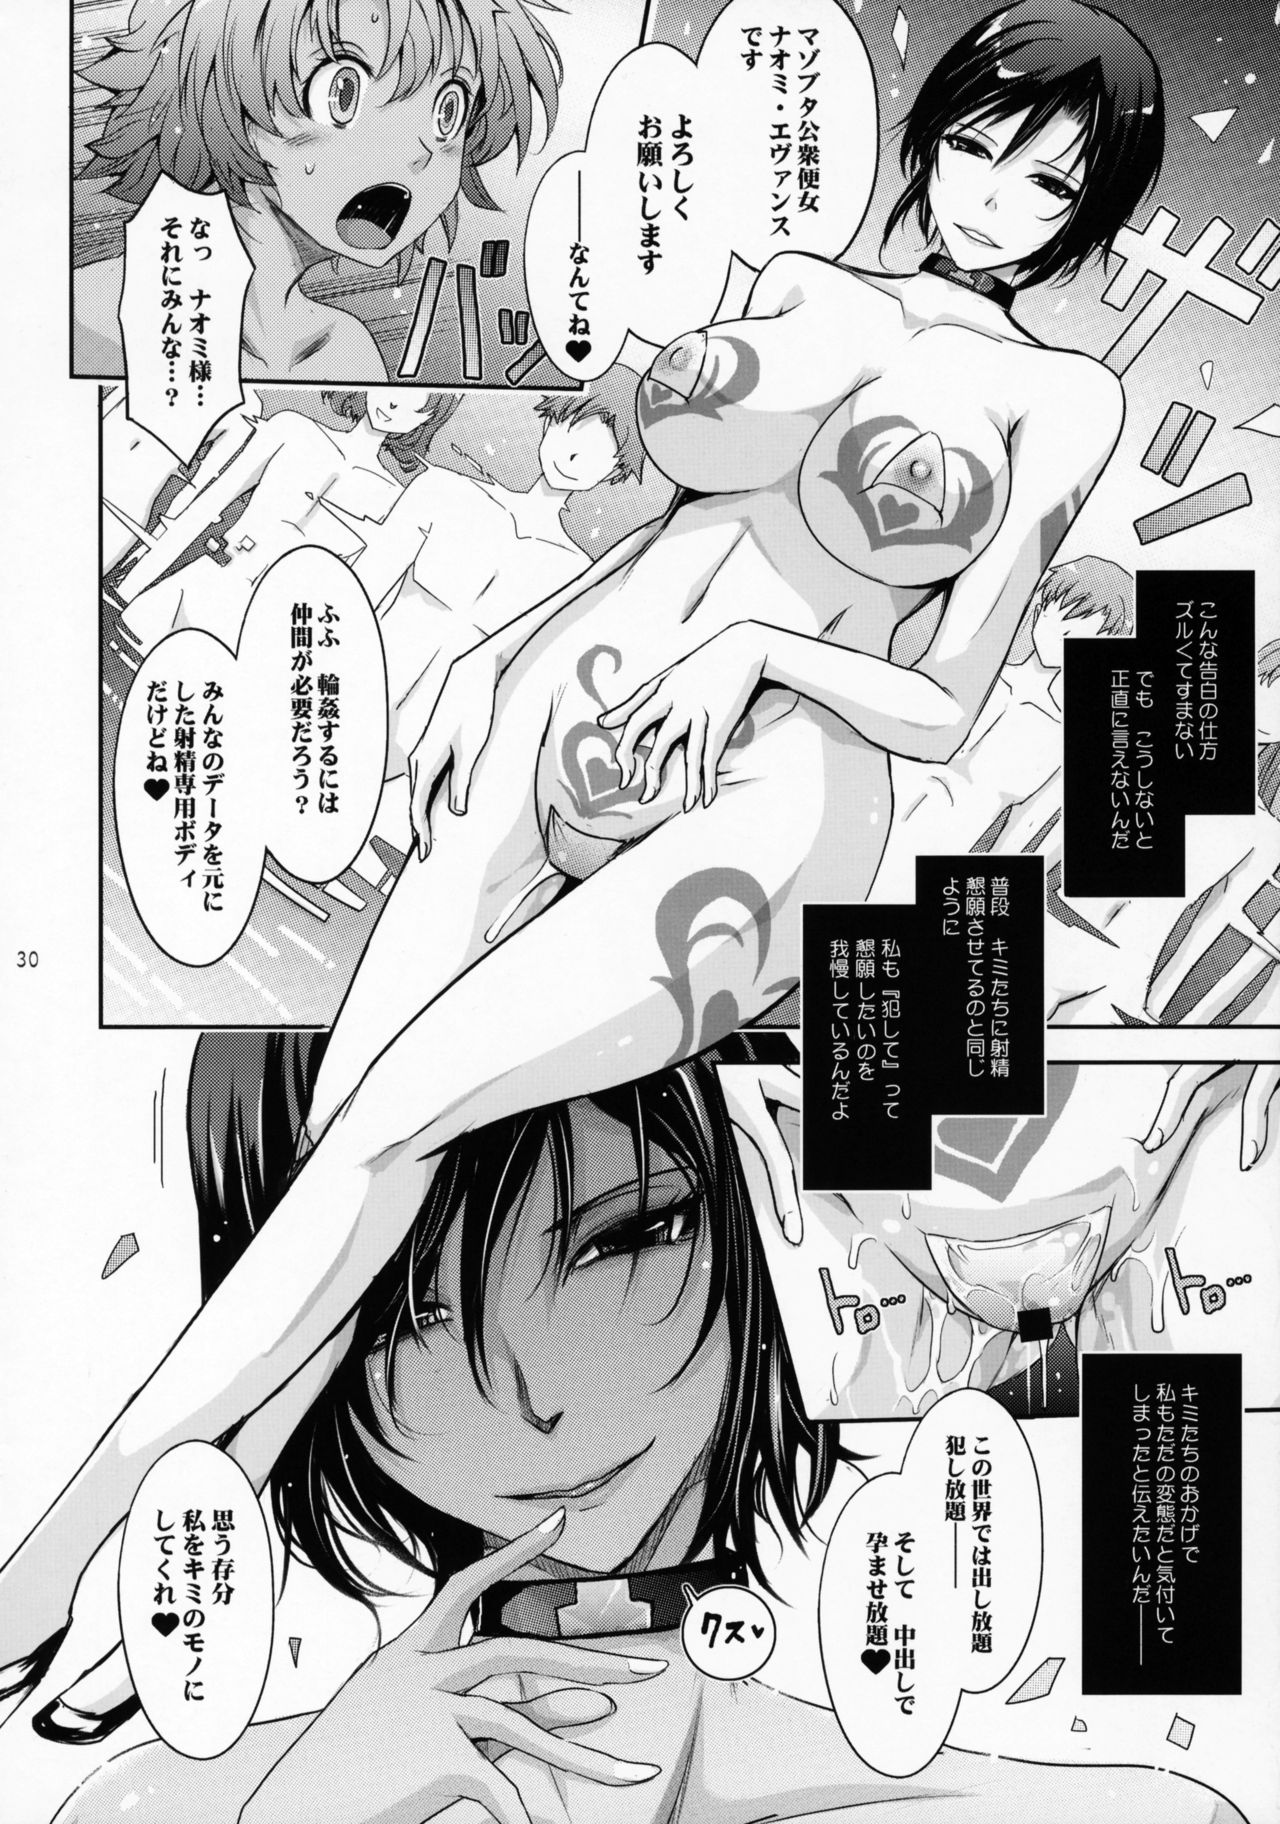 マゾブタ公衆便女
ナオミ・エヴァンス
です
よろしく
お願いします
――なんてね♥
ザッ
バッ
なっ ナオミ様…
それにみんな…?
こんな告白の仕方
ズルくてすまない
でも こうしないと
正直に言えないんだ
ふふ 輪姦するには
仲間が必要だろう?
みんなのデータを元に
した射精専用ボディ
だけどね♥
普段 キミたちに射精
懇願させてるのと同じ
ように
私も『犯して』って
懇願したいのを
我慢しているんだよ
トロ…
トロ…
キミたちのおかげで
私もただの変態だと気付いて
しまったと伝えたいんだ――
この世界では出し放題
犯し放題――
そして 中出しで
孕ませ放題♥
クス♥
思う存分
私をキミのモノに
してくれ♥
30